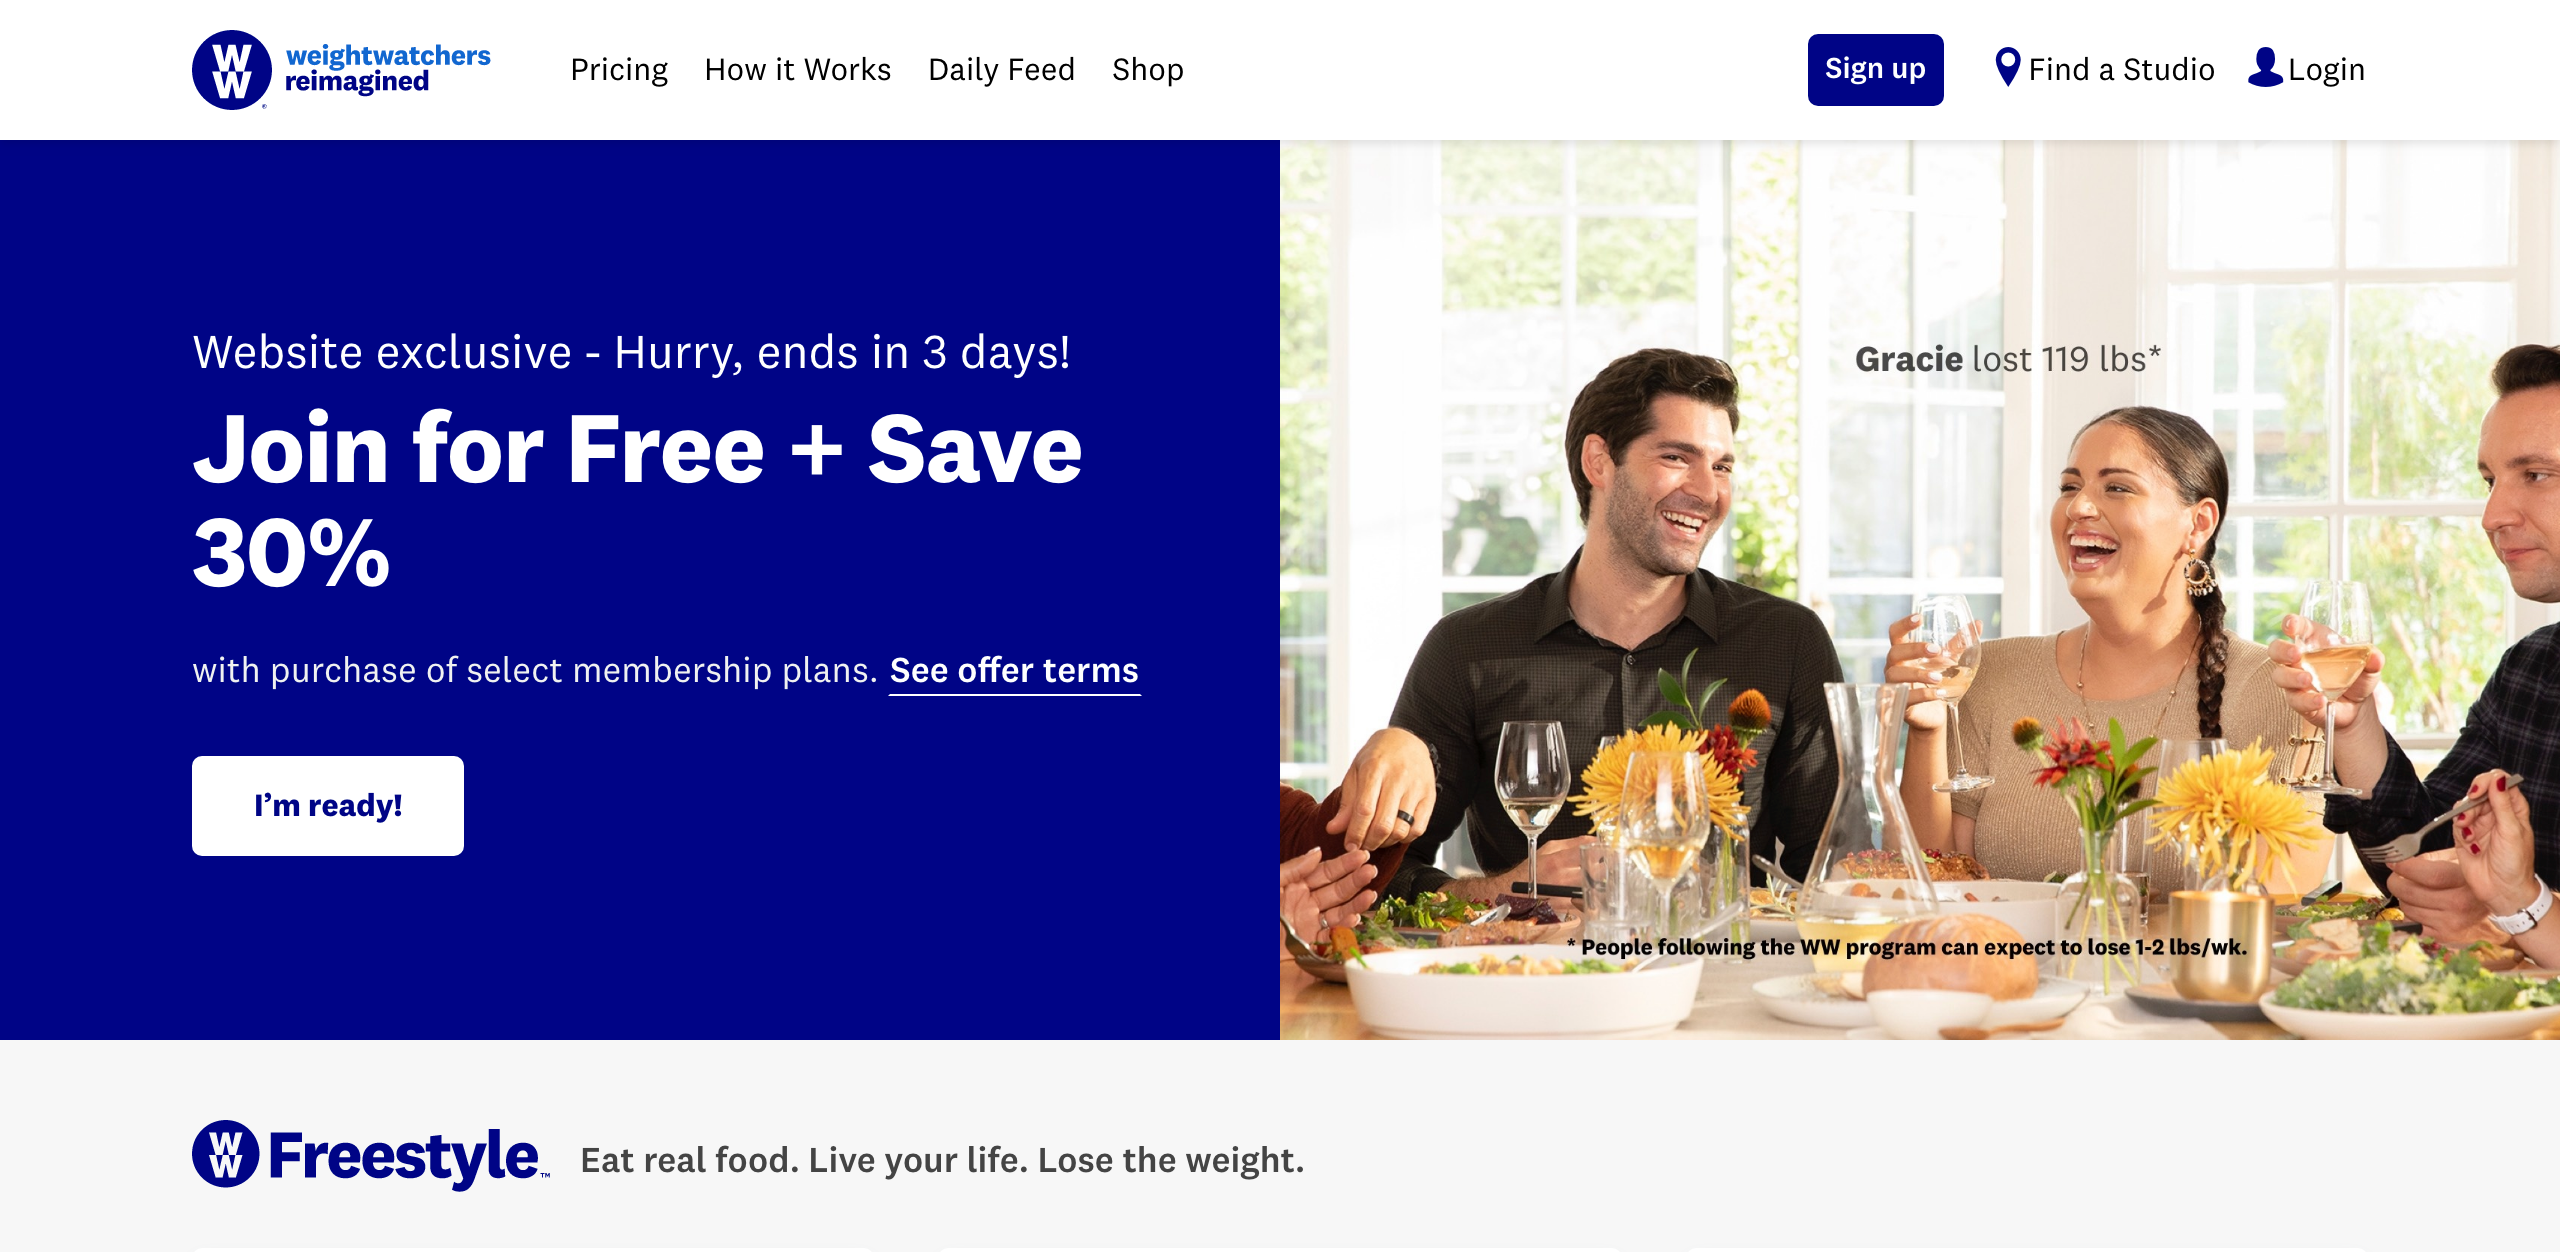 WW
weightwatchers
reimagined
Pricing How it Works Daily Feed Shop
Sign up Find a Studio Login
Website exclusive - Hurry, ends in 3 days!
Join for Free + Save
30%
with purchase of select membership plans. See offer terms
I’m ready!
Gracie lost 119 lbs*
* People following the WW program can expect to lose 1-2 lbs/wk.
WW Freestyle™ Eat real food. Live your life. Lose the weight.